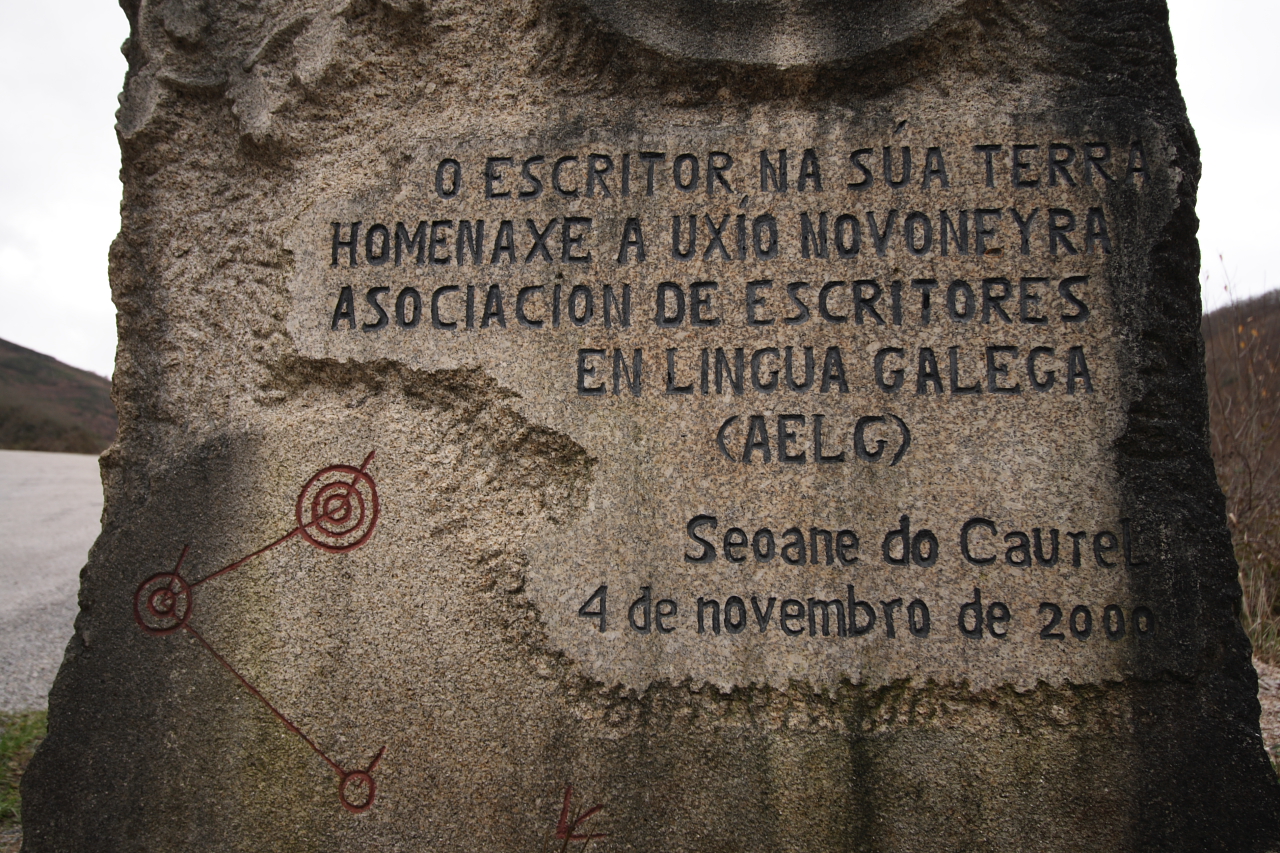 O ESCRITOR NA SÚA TERRA
HOMENAXE A UXÍO NOVONEYRA
ASOCIACIÓN DE ESCRITORES
EN LINGUA GALEGA
(AELG)
Seoane do Caurel
4 de novembro de 2000